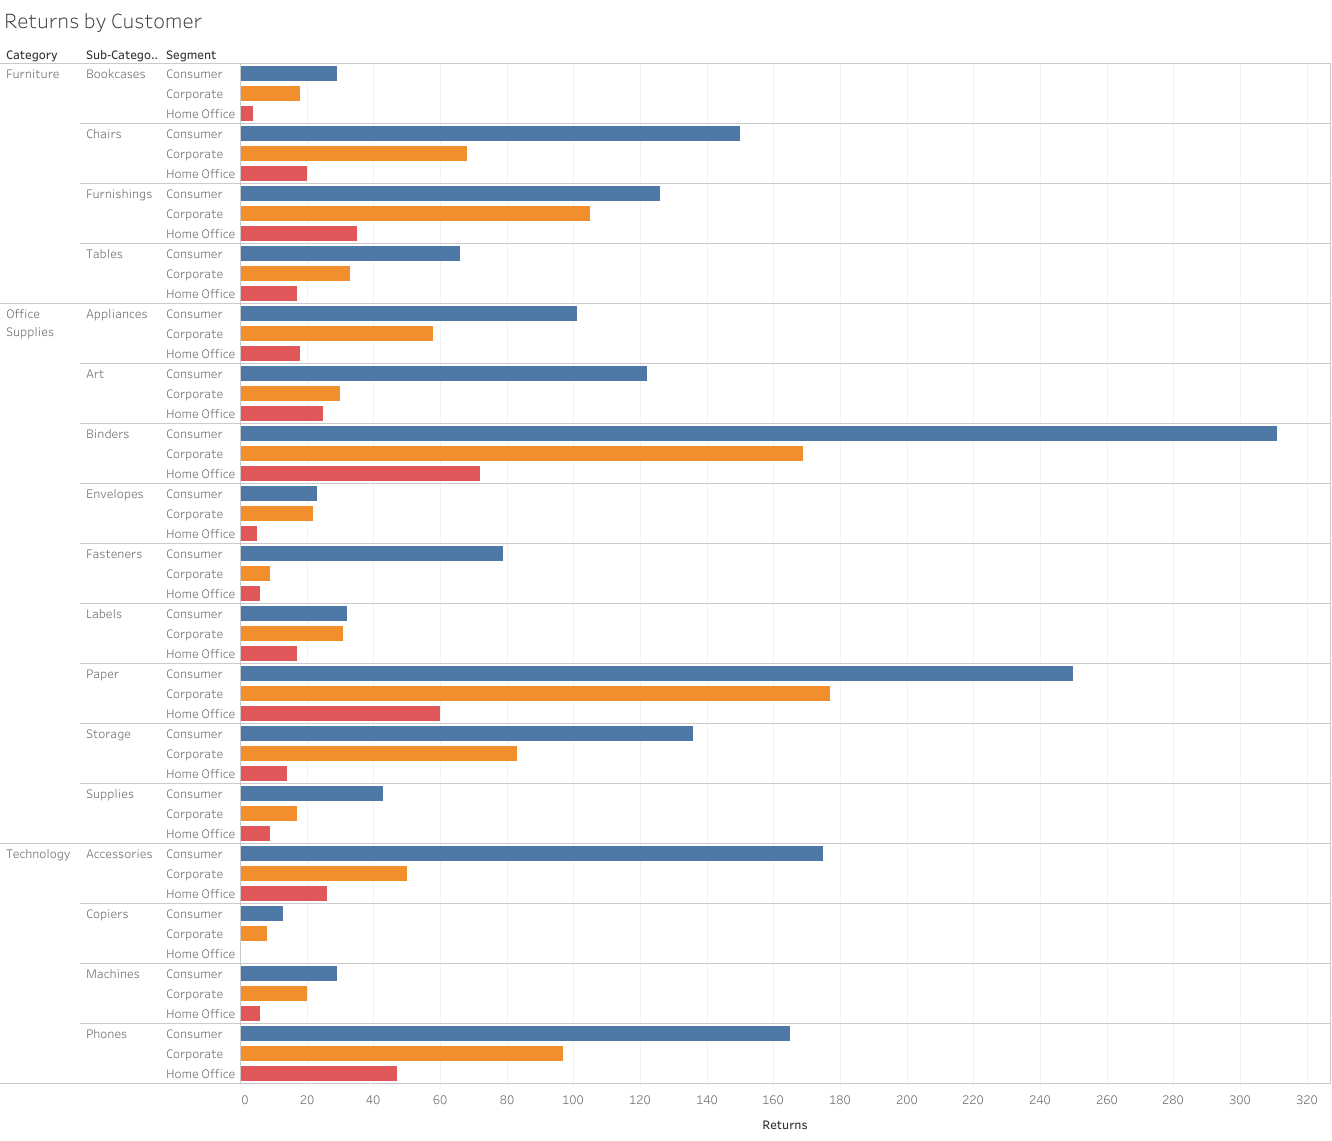 Returns by Customer
Category Sub-Catego.. Segment
Furniture Bookcases Consumer
Corporate
Home Office
Chairs Consumer
Corporate
Home Office
Furnishings Consumer
Corporate
Home Office
Tables Consumer
Corporate
Home Office
Office Supplies Appliances Consumer
Corporate
Home Office
Art Consumer
Corporate
Home Office
Binders Consumer
Corporate
Home Office
Envelopes Consumer
Corporate
Home Office
Fasteners Consumer
Corporate
Home Office
Labels Consumer
Corporate
Home Office
Paper Consumer
Corporate
Home Office
Storage Consumer
Corporate
Home Office
Supplies Consumer
Corporate
Home Office
Technology Accessories Consumer
Corporate
Home Office
Copiers Consumer
Corporate
Home Office
Machines Consumer
Corporate
Home Office
Phones Consumer
Corporate
Home Office
0 20 40 60 80 100 120 140 160 180 200 220 240 260 280 300 320
Returns